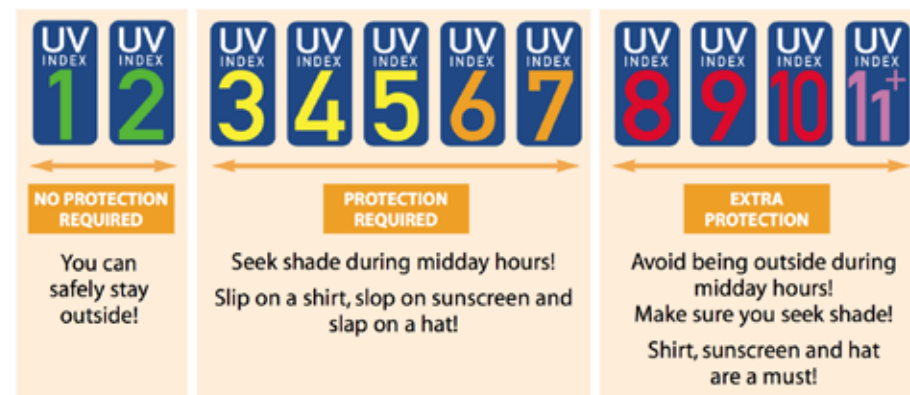 UV INDEX 1
UV INDEX 2
UV INDEX 3
UV INDEX 4
UV INDEX 5
UV INDEX 6
UV INDEX 7
UV INDEX 8
UV INDEX 9
UV INDEX 10
UV INDEX 11+
NO PROTECTION
REQUIRED
You can
safely stay
outside!
PROTECTION
REQUIRED
Seek shade during midday hours!
Slip on a shirt, slop on sunscreen and
slap on a hat!
EXTRA
PROTECTION
Avoid being outside during
midday hours!
Make sure you seek shade!
Shirt, sunscreen and hat
are a must!